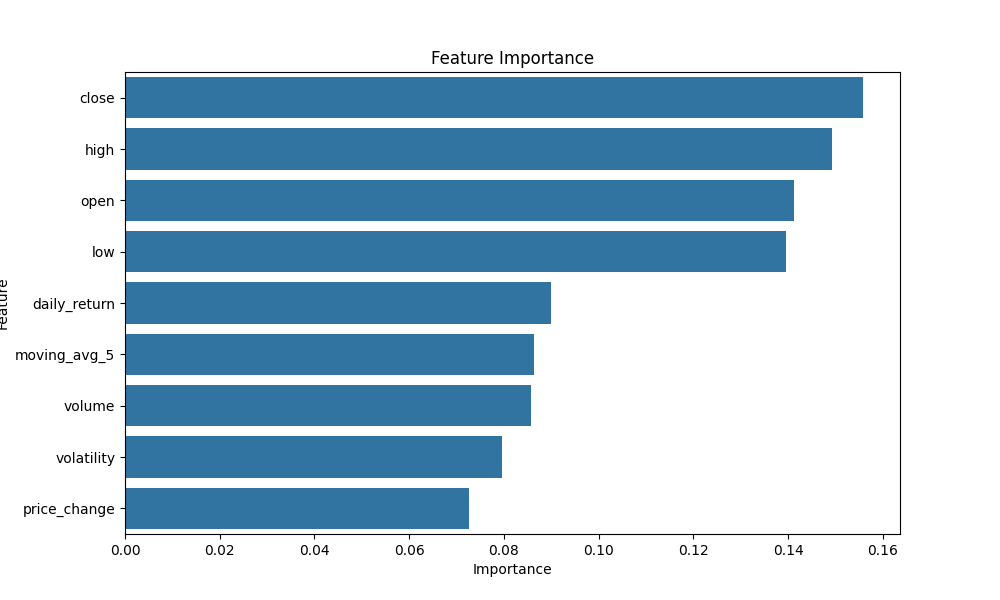 Feature Importance
close
high
open
low
daily_return
moving_avg_5
volume
volatility
price_change
Feature
0.00 0.02 0.04 0.06 0.08 0.10 0.12 0.14 0.16
Importance